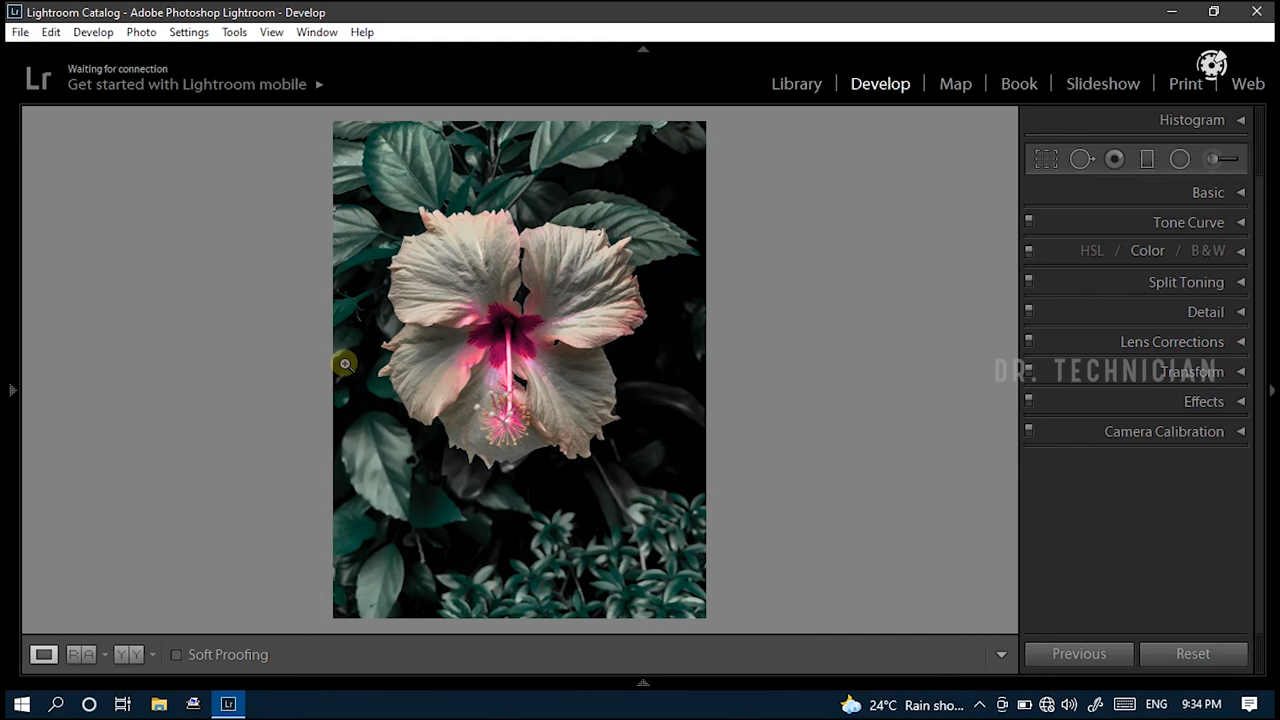 Lr Lightroom Catalog - Adobe Photoshop Lightroom - Develop
File Edit Develop Photo Settings Tools View Window Help
Lr
Waiting for connection
Get started with Lightroom mobile
Library Develop Map Book Slideshow Print Web
Histogram
Basic
Tone Curve
HSL / Color / B&W
Split Toning
Detail
Lens Corrections
DR. TECHNICIAN
Transform
Effects
Camera Calibration
R A Y Y Soft Proofing
Previous Reset
Lr 24°C Rain sho... ENG 9:34 PM